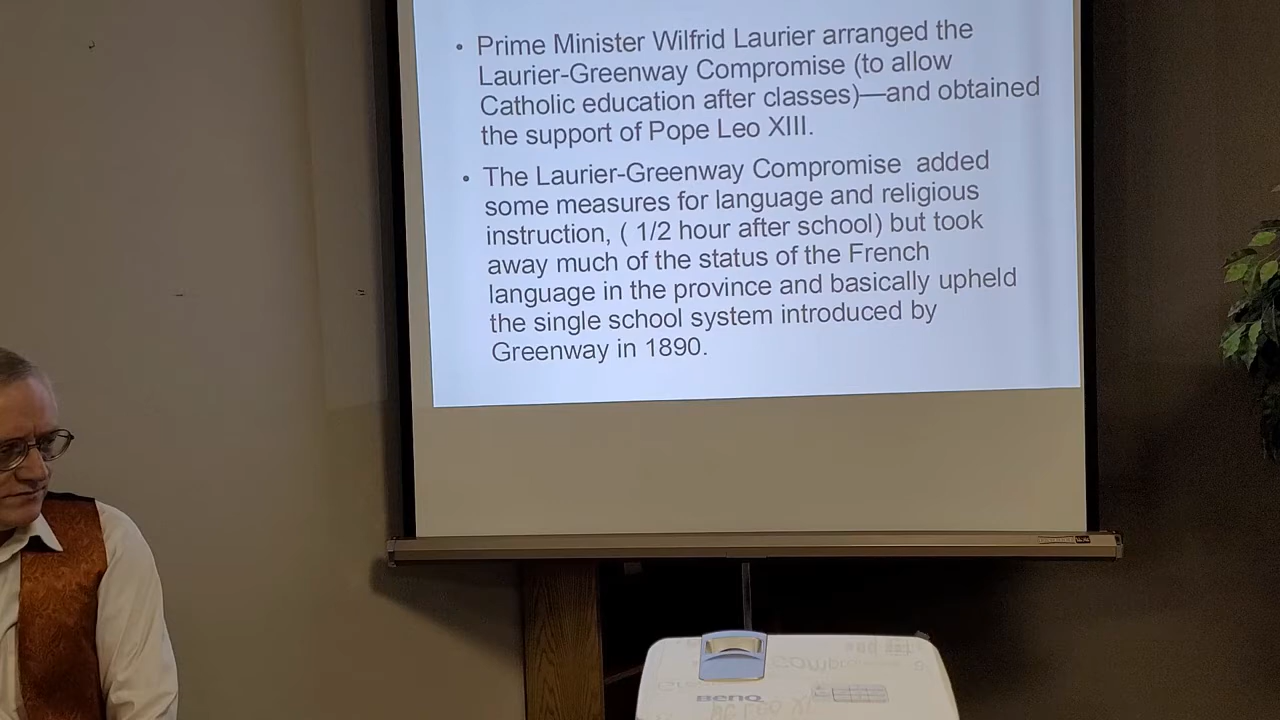 • Prime Minister Wilfrid Laurier arranged the
Laurier-Greenway Compromise (to allow
Catholic education after classes)—and obtained
the support of Pope Leo XIII.
• The Laurier-Greenway Compromise added
some measures for language and religious
instruction, ( 1/2 hour after school) but took
away much of the status of the French
language in the province and basically upheld
the single school system introduced by
Greenway in 1890.
BenQ